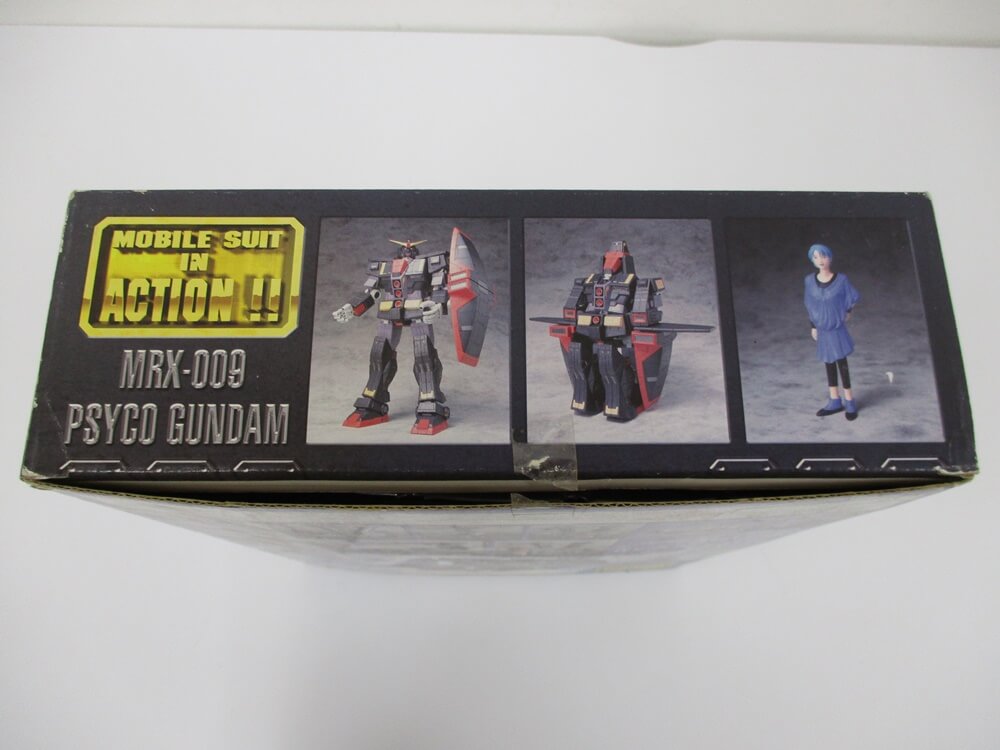 MOBILE SUIT
IN
ACTION !!
MRX-009
PSYCO GUNDAM